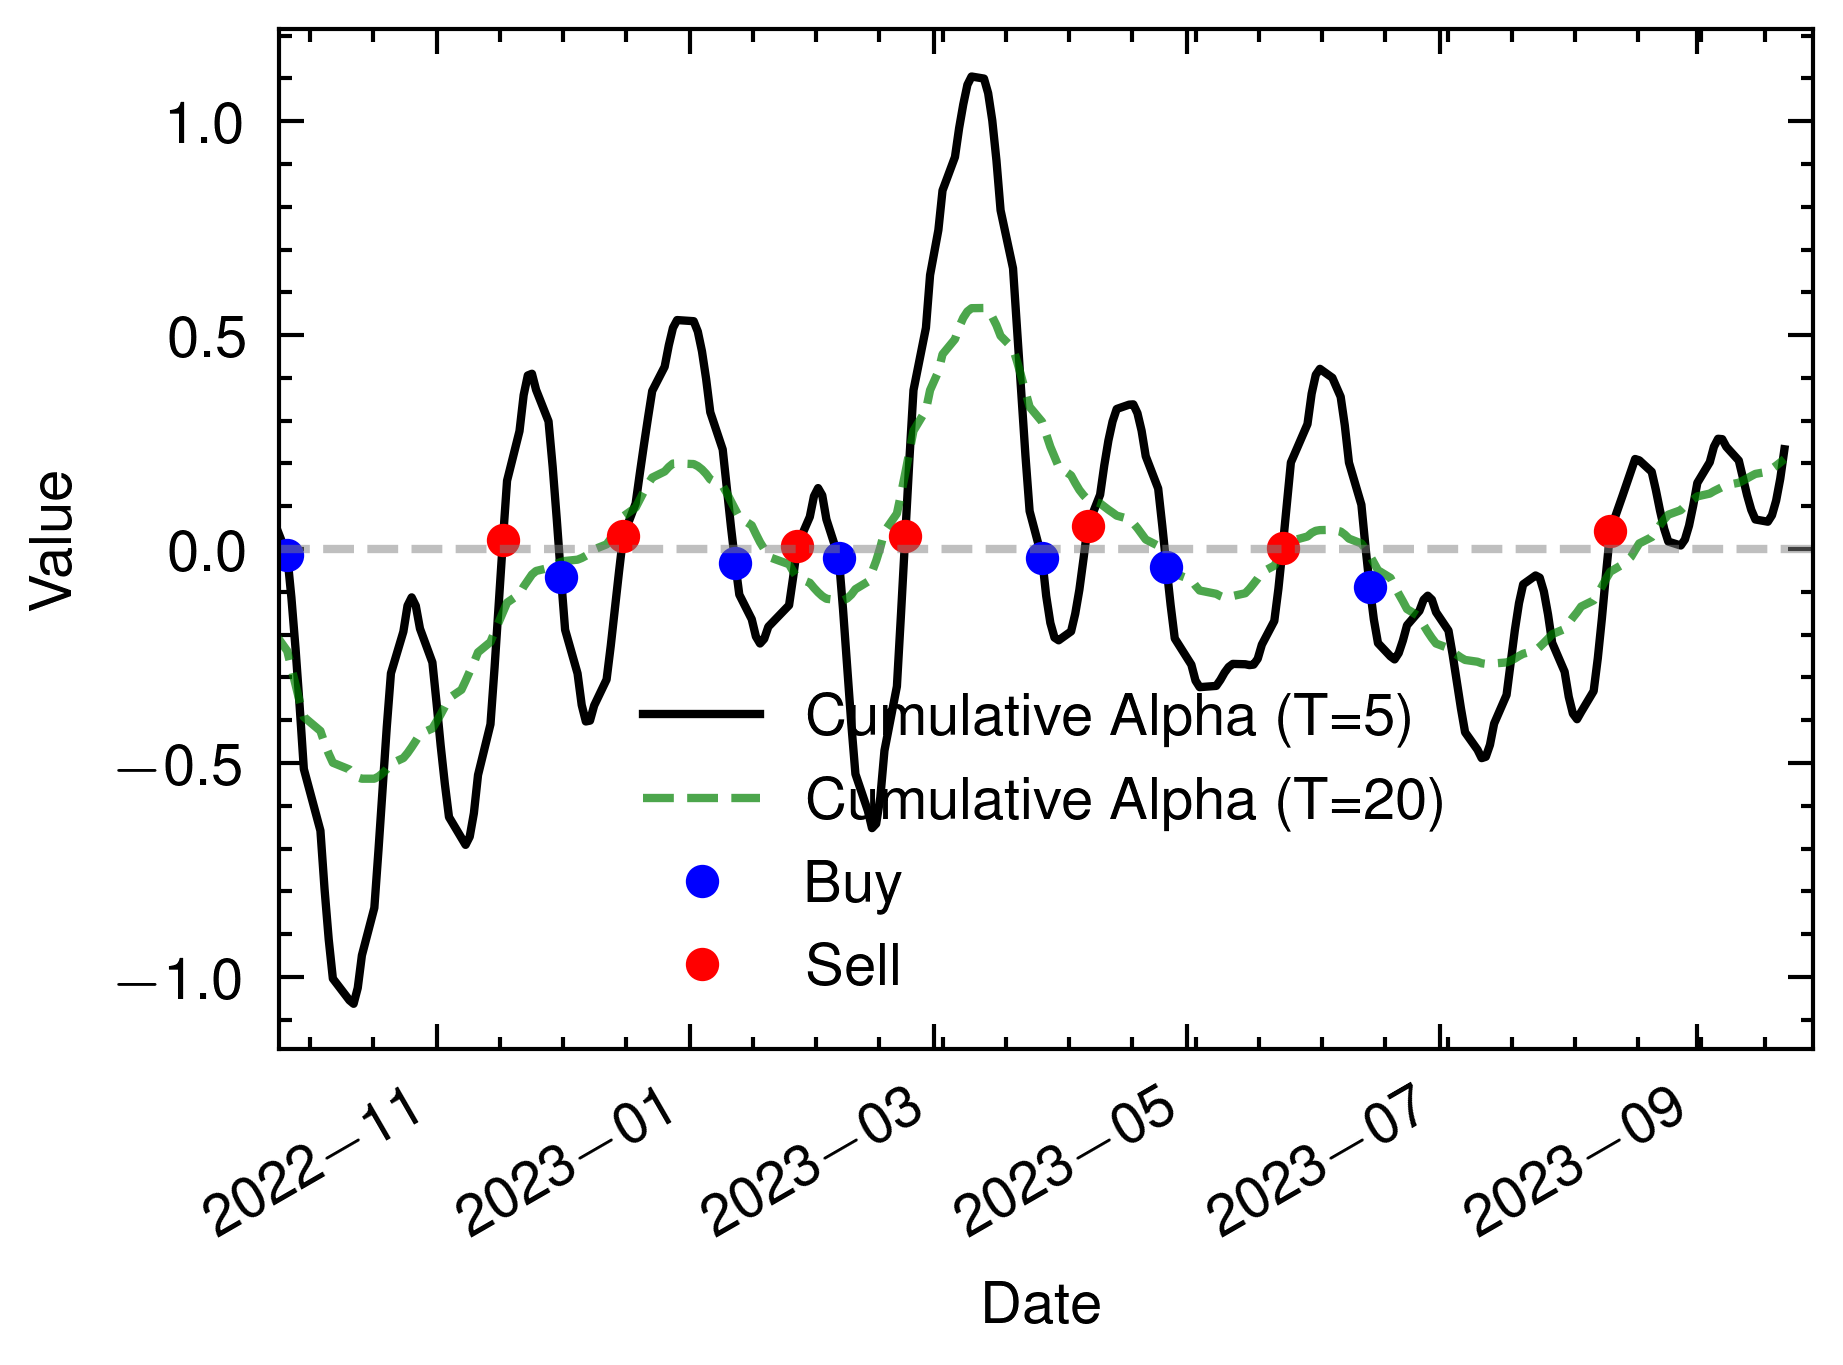 1.0
0.5
0.0
−0.5
−1.0
Value
Cumulative Alpha (T=5)
Cumulative Alpha (T=20)
Buy
Sell
2022−11
2023−01
2023−03
2023−05
2023−07
2023−09
Date